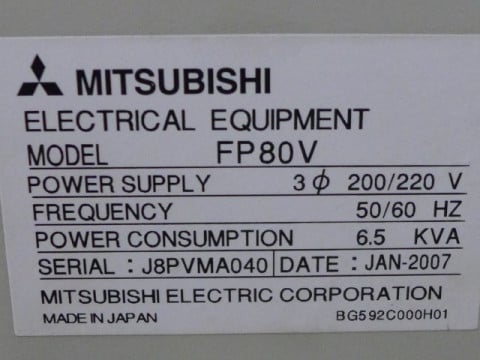 MITSUBISHI
ELECTRICAL EQUIPMENT
MODEL FP80V
POWER SUPPLY 3ϕ 200/220 V
FREQUENCY 50/60 HZ
POWER CONSUMPTION 6.5 KVA
SERIAL : J8PVMA040 DATE : JAN-2007
MITSUBISHI ELECTRIC CORPORATION
MADE IN JAPAN BG592C000H01